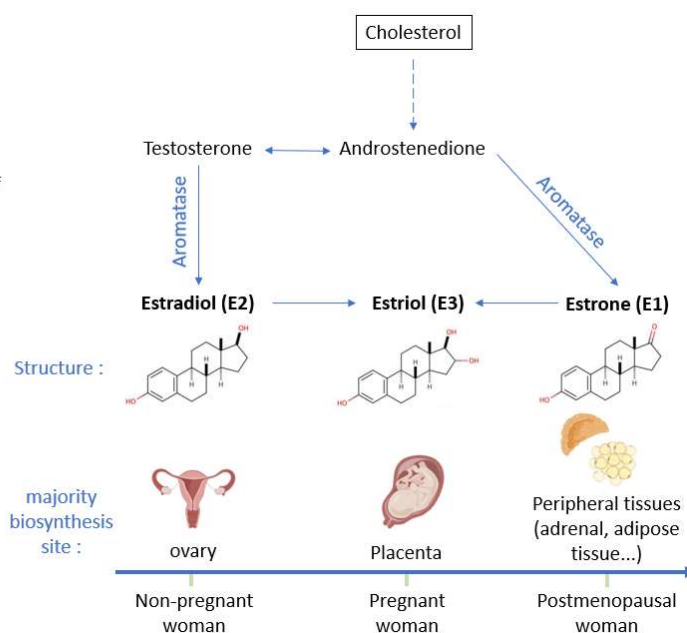 Cholesterol
Testosterone
Androstenedione
Aromatase
Aromatase
Estradiol (E2)
Estriol (E3)
Estrone (E1)
Structure :
OH
HO
H
H
H
OH
OH
HO
H
H
H
O
HO
H
H
H
majority
biosynthesis
site :
ovary
Placenta
Peripheral tissues
(adrenal, adipose
tissue...)
Non-pregnant
woman
Pregnant
woman
Postmenopausal
woman